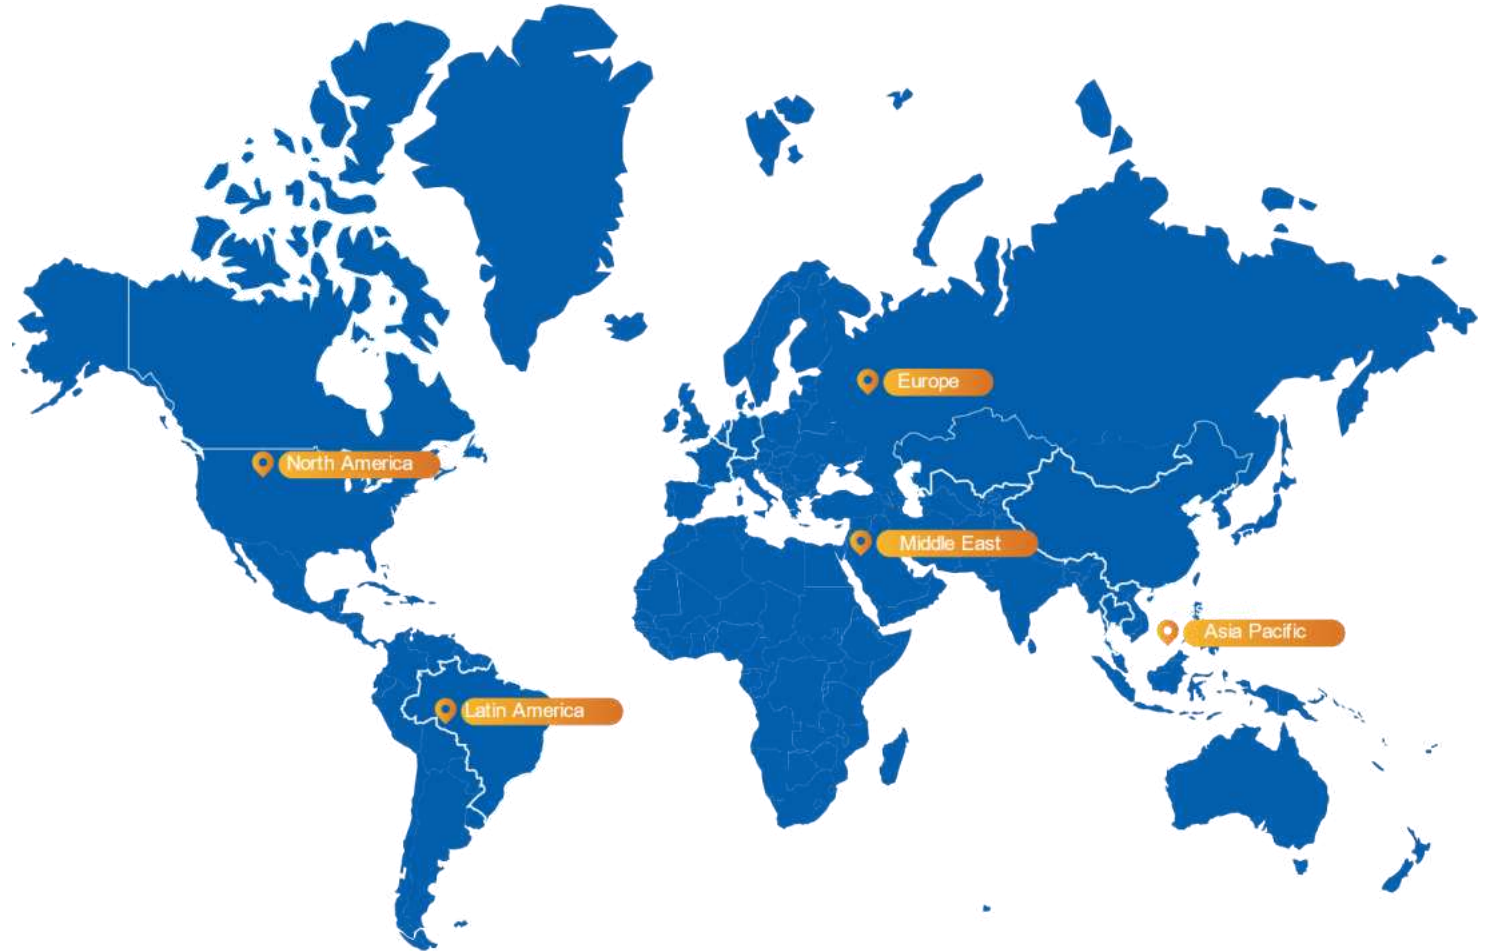 Europe
North America
Middle East
Asia Pacific
Latin America